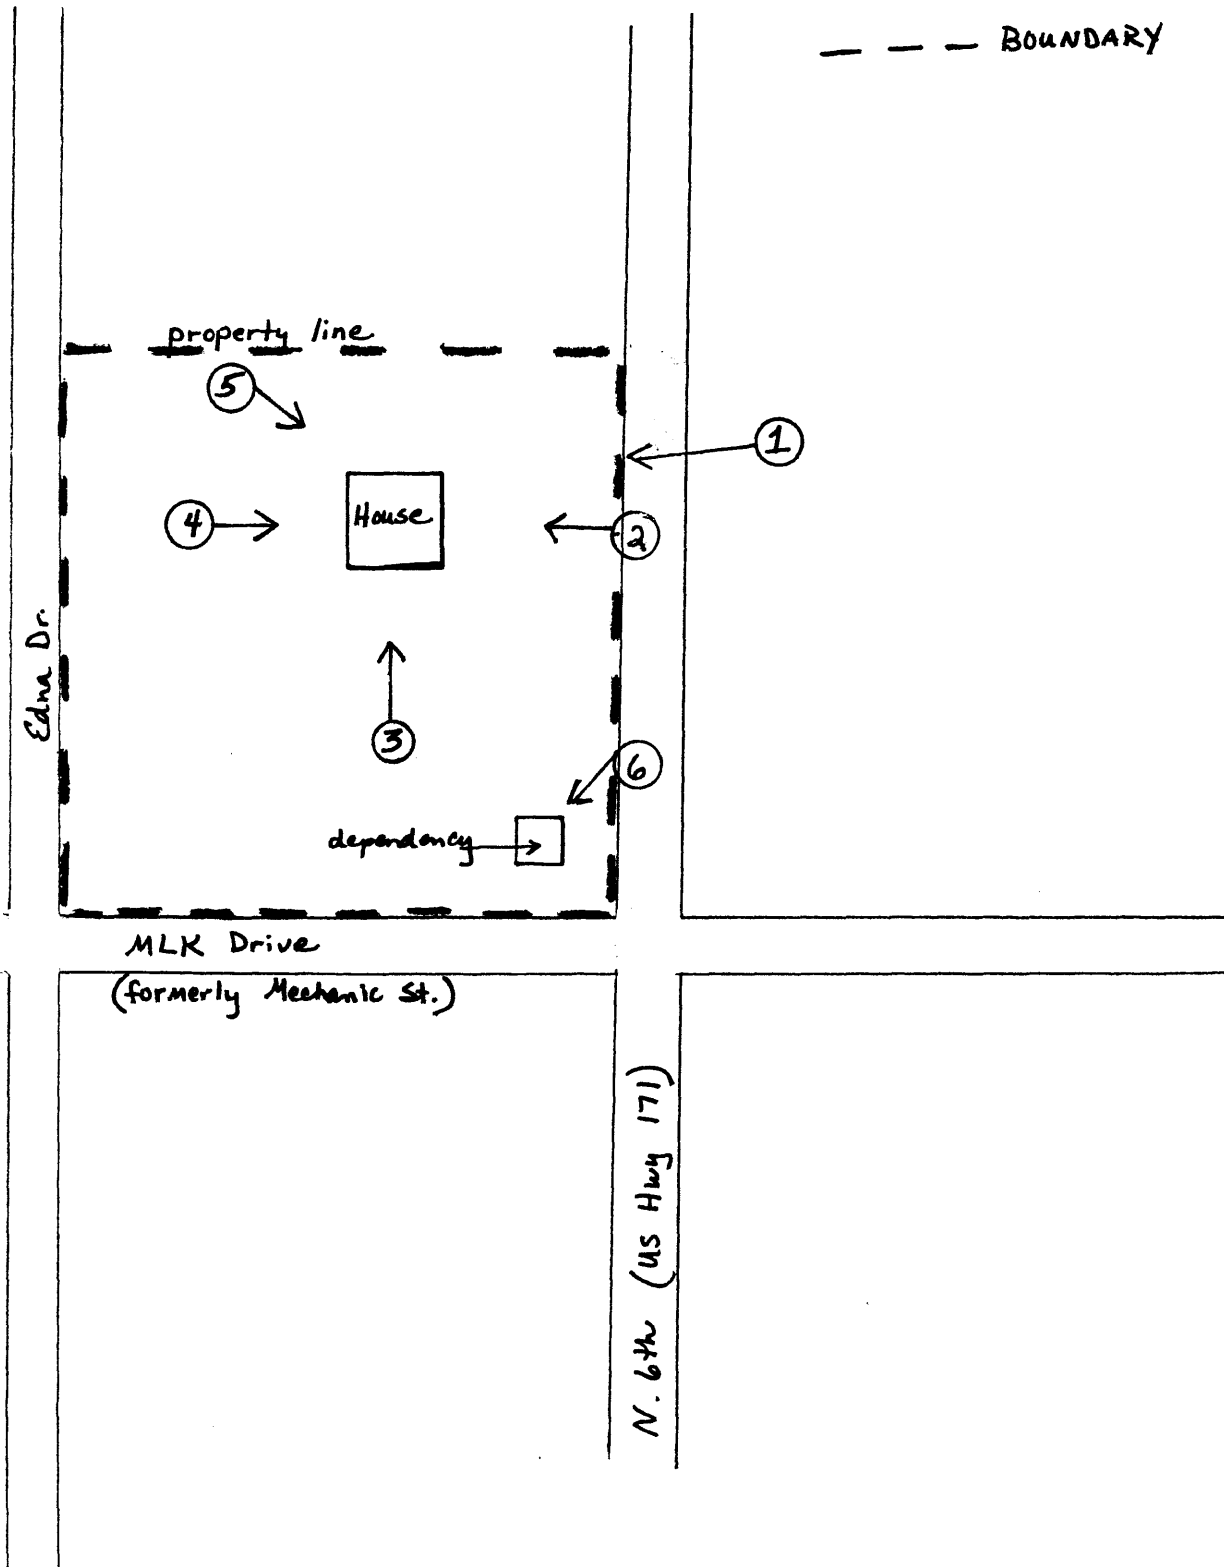 BOUNDARY
property line
5
1
House
4
2
Edna Dr.
3
6
dependency
MLK Drive
(formerly Mechanic St.)
N. 6th (US Hwy 171)